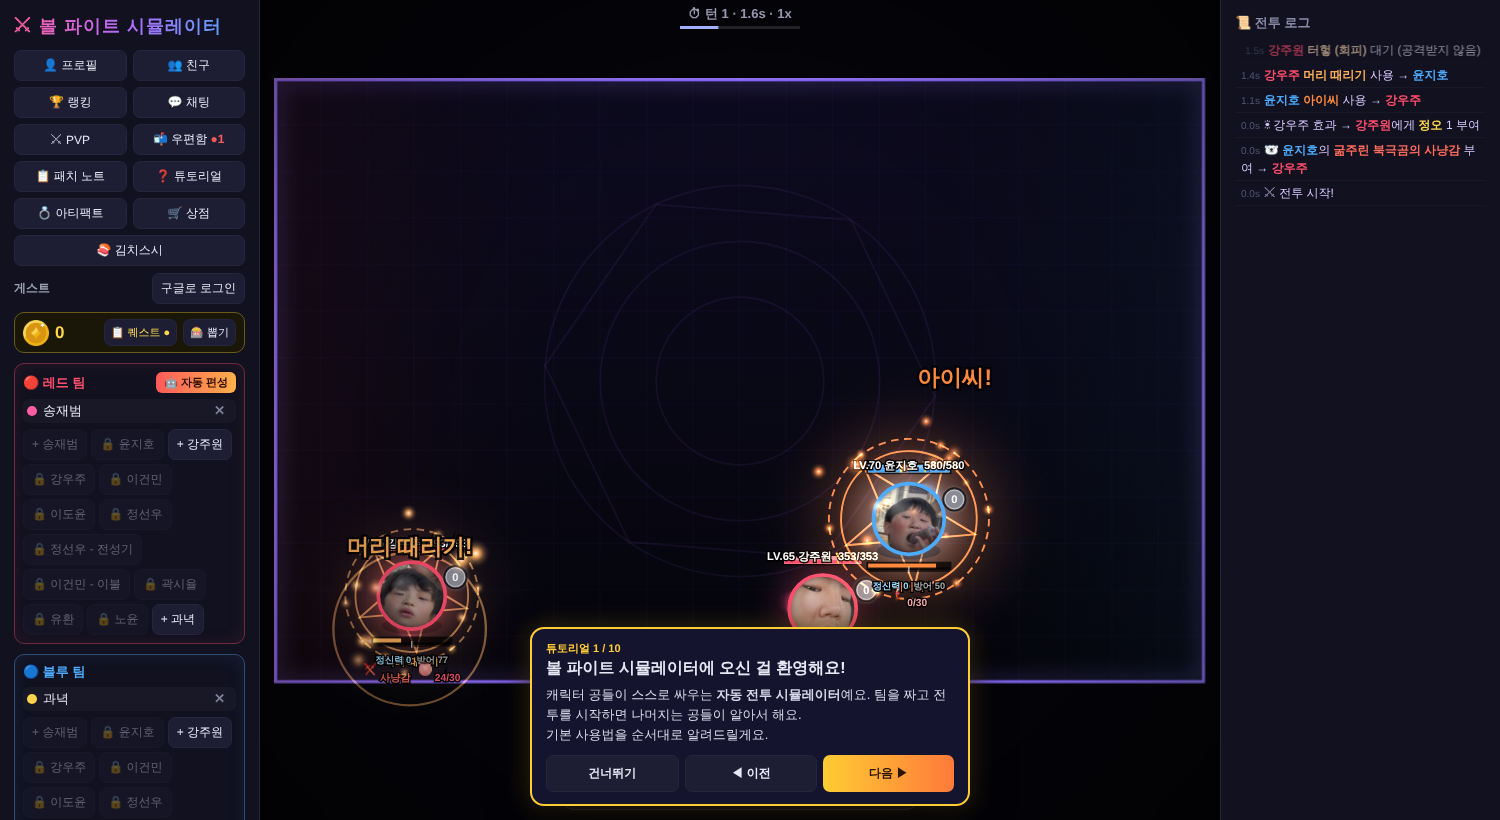 ⚔ 볼 파이트 시뮬레이터
👤 프로필
👥 친구
🏆 랭킹
💬 채팅
⚔ PVP
📬 우편함 ●1
📋 패치 노트
❓ 튜토리얼
💍 아티팩트
🛒 상점
🍣 김치스시
게스트
구글로 로그인
0
📋 퀘스트 ●
🎰 뽑기
🔴 레드 팀
🤖 자동 편성
송재범 ✕
+ 송재범
🔒 윤지호
+ 강주원
🔒 강우주
🔒 이건민
🔒 이도윤
🔒 정선우
🔒 정선우 - 전성기
🔒 이건민 - 이불
🔒 곽시율
🔒 유환
🔒 노윤
+ 과녁
🔵 블루 팀
과녁 ✕
+ 송재범
🔒 윤지호
+ 강주원
🔒 강우주
🔒 이건민
🔒 이도윤
🔒 정선우
⏱ 턴 1 · 1.6s · 1x
아이씨!
LV.70 윤지호 580/580
0
정신력 0 방어 50
0/30
머리 때리기!
0
정신력 0 방어 77
사냥감
24/30
LV.65 강주원 353/353
0
튜토리얼 1 / 10
볼 파이트 시뮬레이터에 오신 걸 환영해요!
캐릭터 공들이 스스로 싸우는 자동 전투 시뮬레이터예요. 팀을 짜고 전
투를 시작하면 나머지는 공들이 알아서 해요.
기본 사용법을 순서대로 알려드릴게요.
건너뛰기
◀ 이전
다음 ▶
📜 전투 로그
1.5s 강주원 터헣 (회피) 대기 (공격받지 않음)
1.4s 강우주 머리 때리기 사용 → 윤지호
1.1s 윤지호 아이씨 사용 → 강우주
0.0s 강우주 효과 → 강주원에게 정오 1 부여
0.0s 🐻‍❄️ 윤지호의 굶주린 북극곰의 사냥감 부
여 → 강우주
0.0s ⚔ 전투 시작!